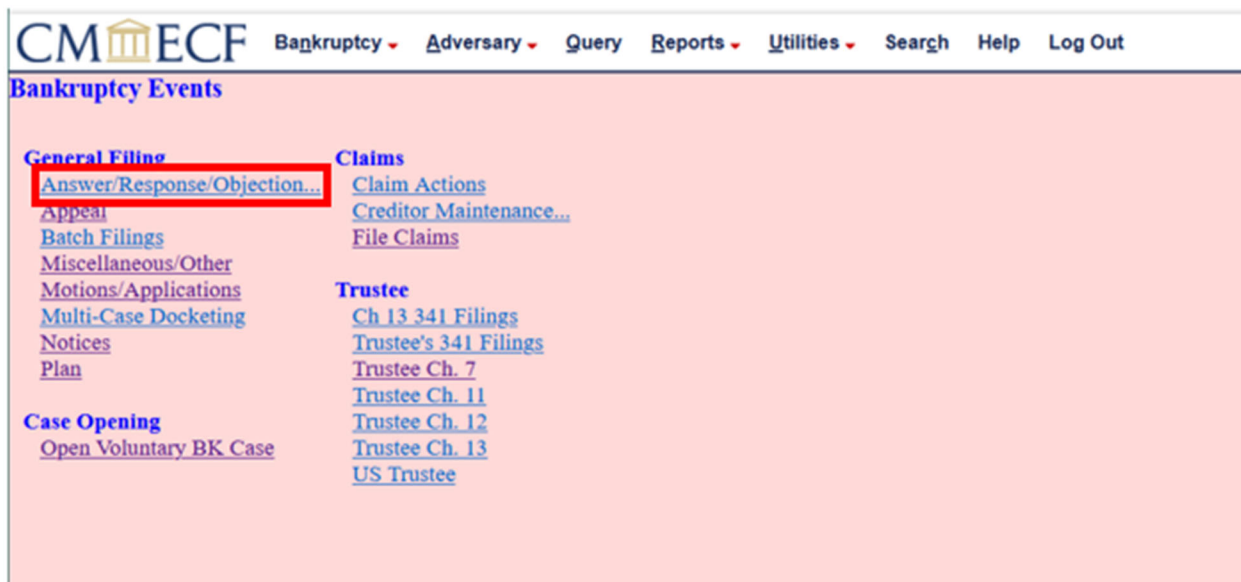 CM ECF Bankruptcy Adversary Query Reports Utilities Search Help Log Out
Bankruptcy Events
General Filing
Answer/Response/Objection...
Appeal
Batch Filings
Miscellaneous/Other
Motions/Applications
Multi-Case Docketing
Notices
Plan
Case Opening
Open Voluntary BK Case
Claims
Claim Actions
Creditor Maintenance...
File Claims
Trustee
Ch 13 341 Filings
Trustee's 341 Filings
Trustee Ch. 7
Trustee Ch. 11
Trustee Ch. 12
Trustee Ch. 13
US Trustee